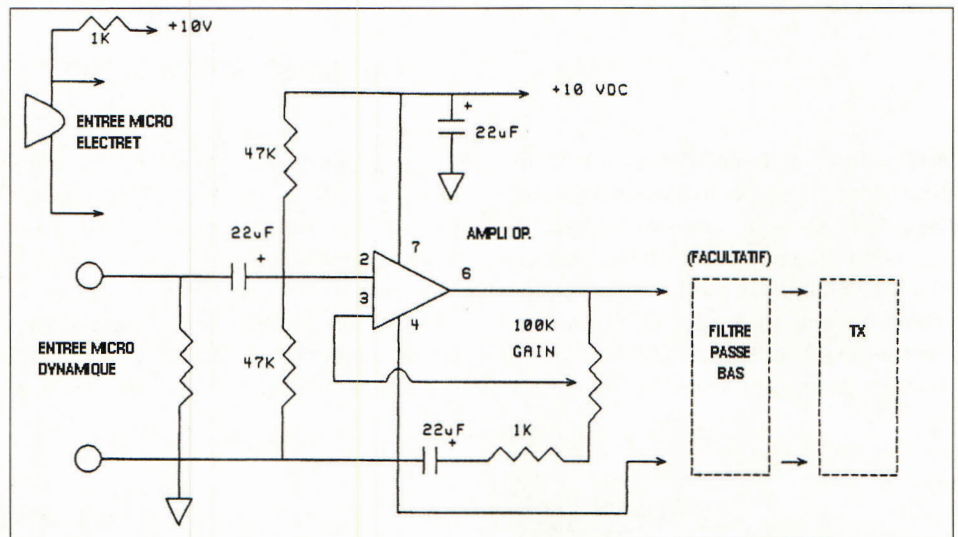 +10V
1K
ENTREE MICRO
ELECTRET
+10 VDC
+
22uF
47K
22uF
+
AMPLI OP.
7
2
6
3
4
(FACULTATIF)
100K
GAIN
FILTRE
PASSE
BAS
TX
ENTREE MICRO
DYNAMIQUE
47K
22uF
+
1K